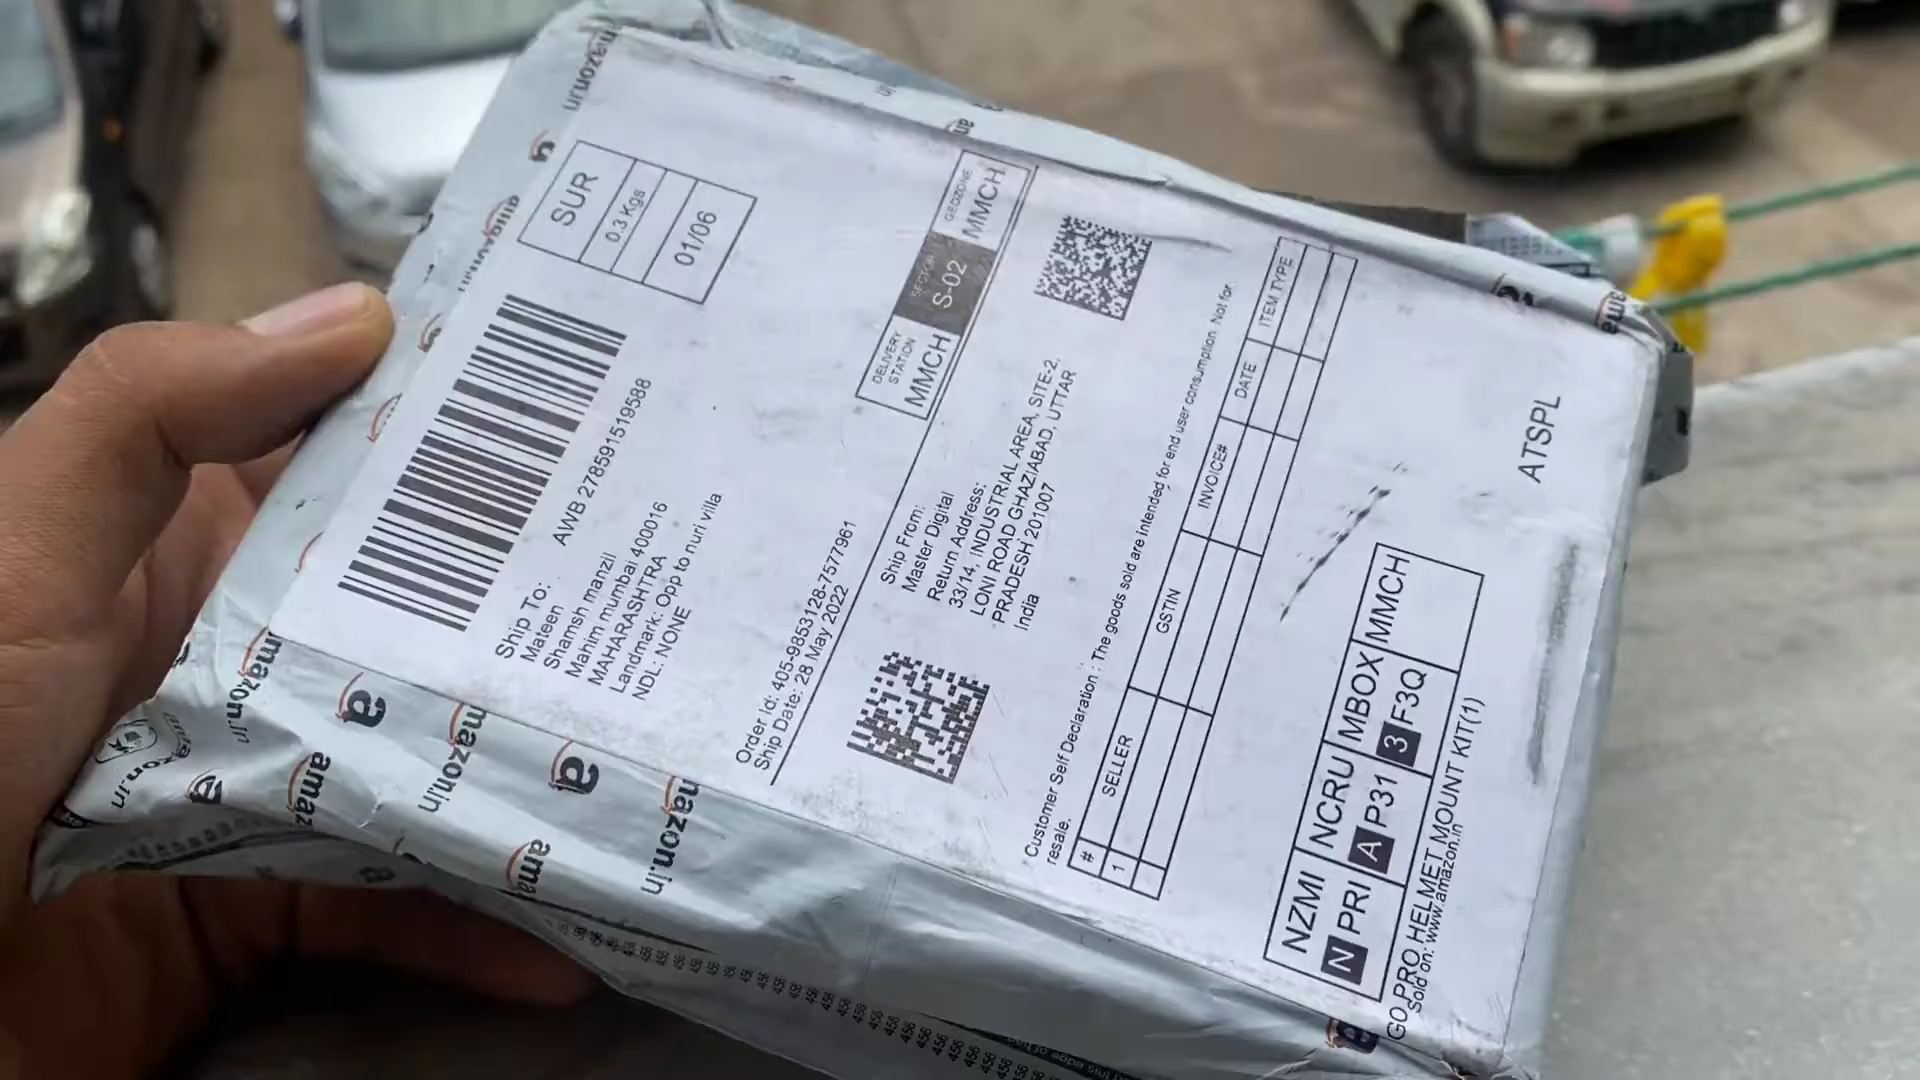 SUR
0.3 Kgs
01/06
AWB 278591519588
Ship To:
Mateen
Shamsh manzil
Mahim mumbai 400016
MAHARASHTRA
Landmark: Opp to nuri villa
NDL: NONE
Order Id: 405-9853128-7577961
Ship Date: 28 May 2022
DELIVERY STATION
MMCH
SECTOR
S-02
GEOZONE
MMCH
Ship From:
Master Digital
Return Address:
33/14, INDUSTRIAL AREA, SITE-2,
LONI ROAD GHAZIABAD, UTTAR
PRADESH 201007
India
Customer Self Declaration : The goods sold are intended for end user consumption. Not for
resale.
# SELLER GSTIN INVOICE# DATE ITEM TYPE
1
NZMI NCRU MBOX MMCH
N PRI A P31 3 F3Q
GO PRO HELMET MOUNT KIT(1)
Sold on: www.amazon.in
ATSPL
amazon.in
amazon.in
amazon.in